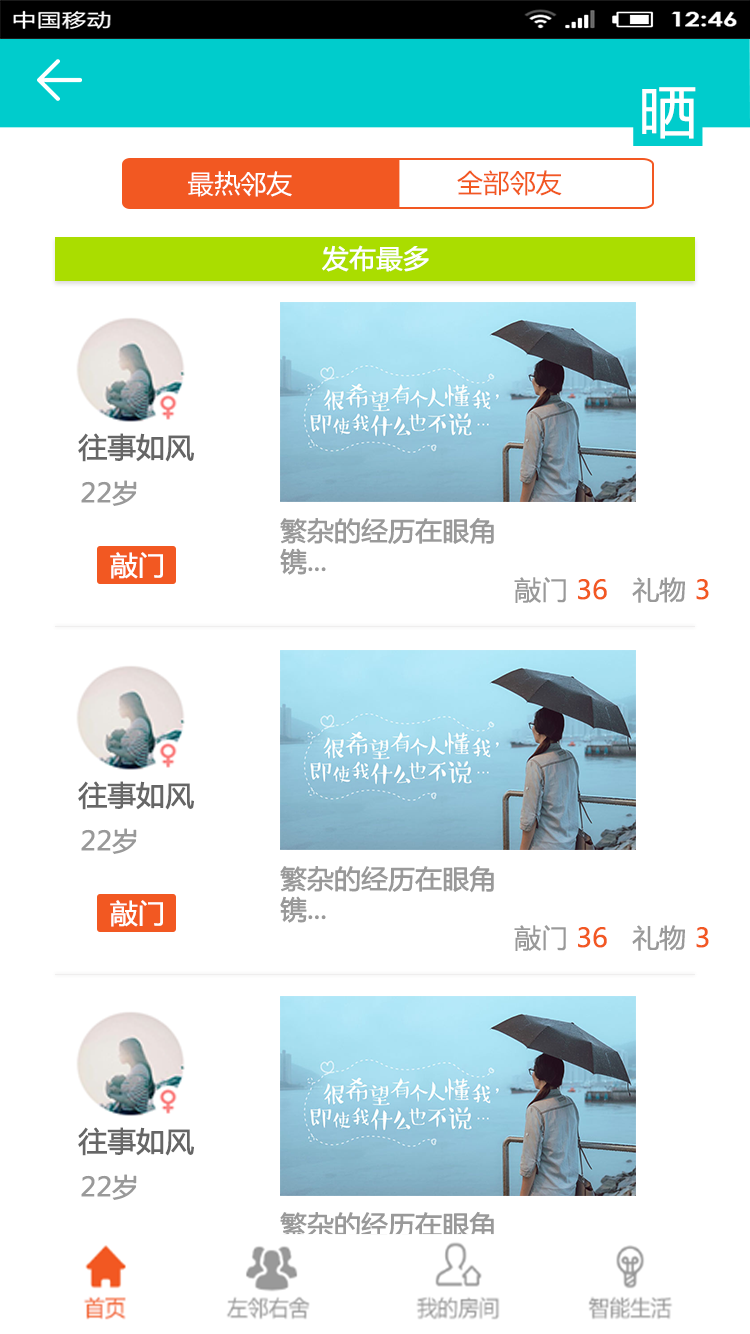 中国移动
12:46
晒
最热邻友 全部邻友
发布最多
很希望有个人懂我,
即使我什么也不说…
往事如风
22岁
敲门
繁杂的经历在眼角
镌...
敲门 36 礼物 3
很希望有个人懂我,
即使我什么也不说…
往事如风
22岁
敲门
繁杂的经历在眼角
镌...
敲门 36 礼物 3
很希望有个人懂我,
即使我什么也不说…
往事如风
22岁
繁杂的经历在眼角
首页 左邻右舍 我的房间 智能生活